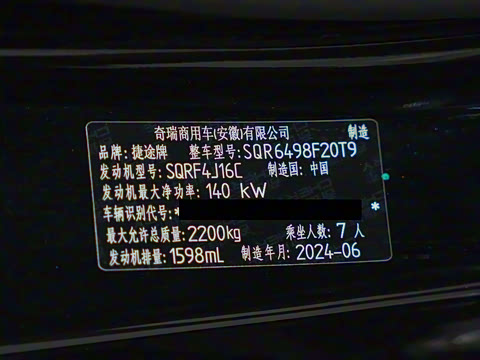 奇瑞商用车(安徽)有限公司 制造
品牌:捷途牌 整车型号:SQR6498F20T9
发动机型号:SQRF4J16C 制造国:中国
发动机最大净功率:140 KW
车辆识别代号:* *
最大允许总质量:2200kg 乘坐人数:7 人
发动机排量:1598mL 制造年月:2024-06